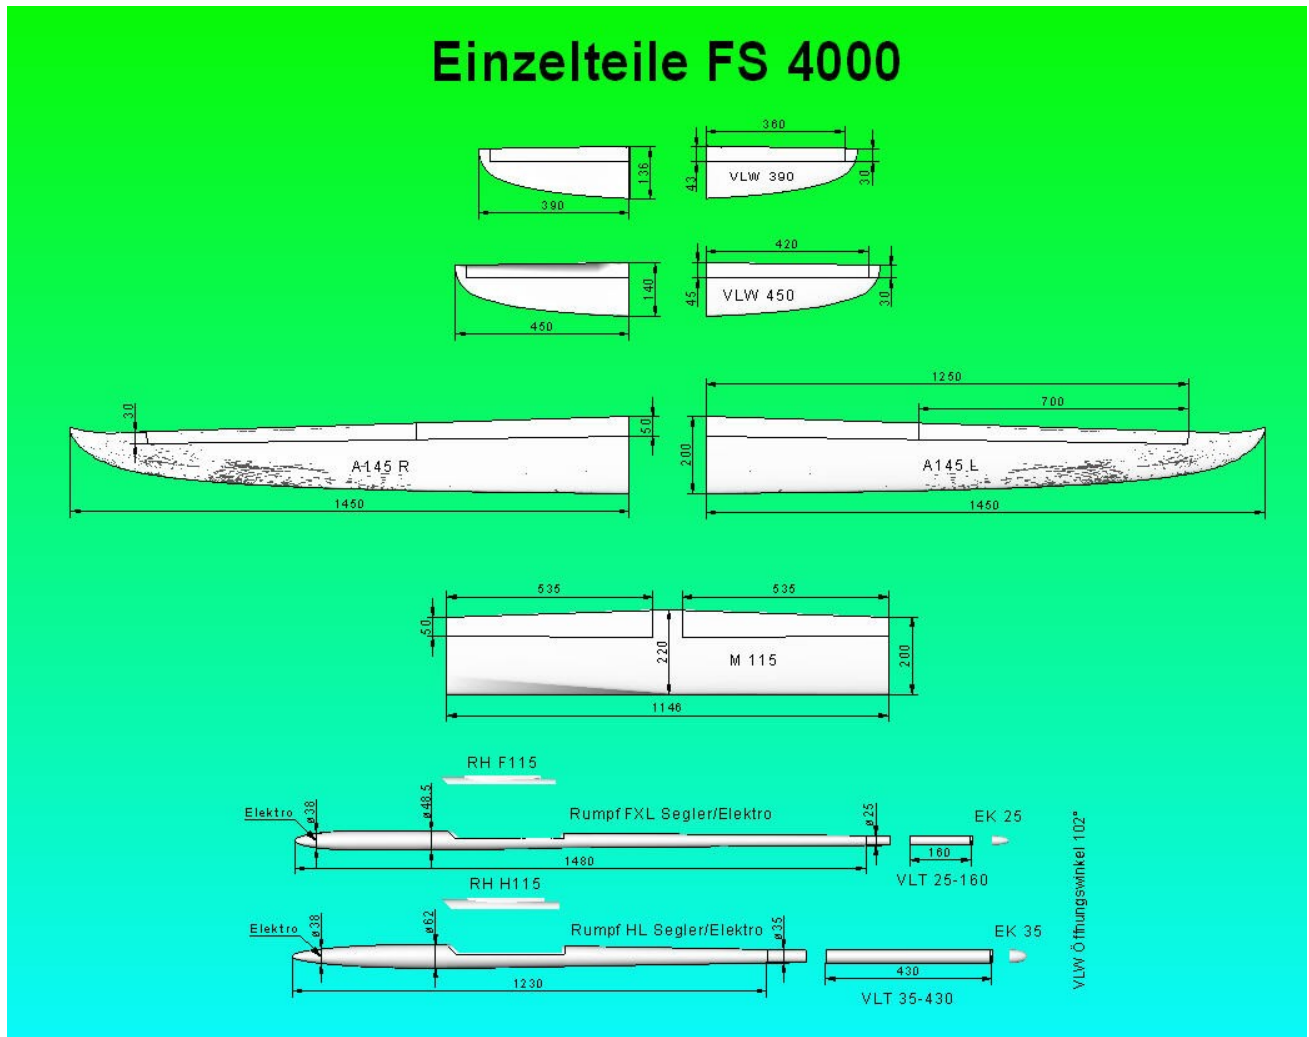 Einzelteile FS 4000
360
136
43
VLW 390
30
390
420
140
45
VLW 450
30
450
1250
700
30
50
200
A145 R
A145 L
1450
1450
535
535
50
220
M 115
200
1146
RH F115
Elektro
ø38
ø48.5
Rumpf FXL Segler/Elektro
ø25
EK 25
1480
160
VLT 25-160
RH H115
Elektro
ø38
ø62
Rumpf HL Segler/Elektro
ø35
EK 35
430
1230
VLT 35-430
VLW Öffnungswinkel 102°